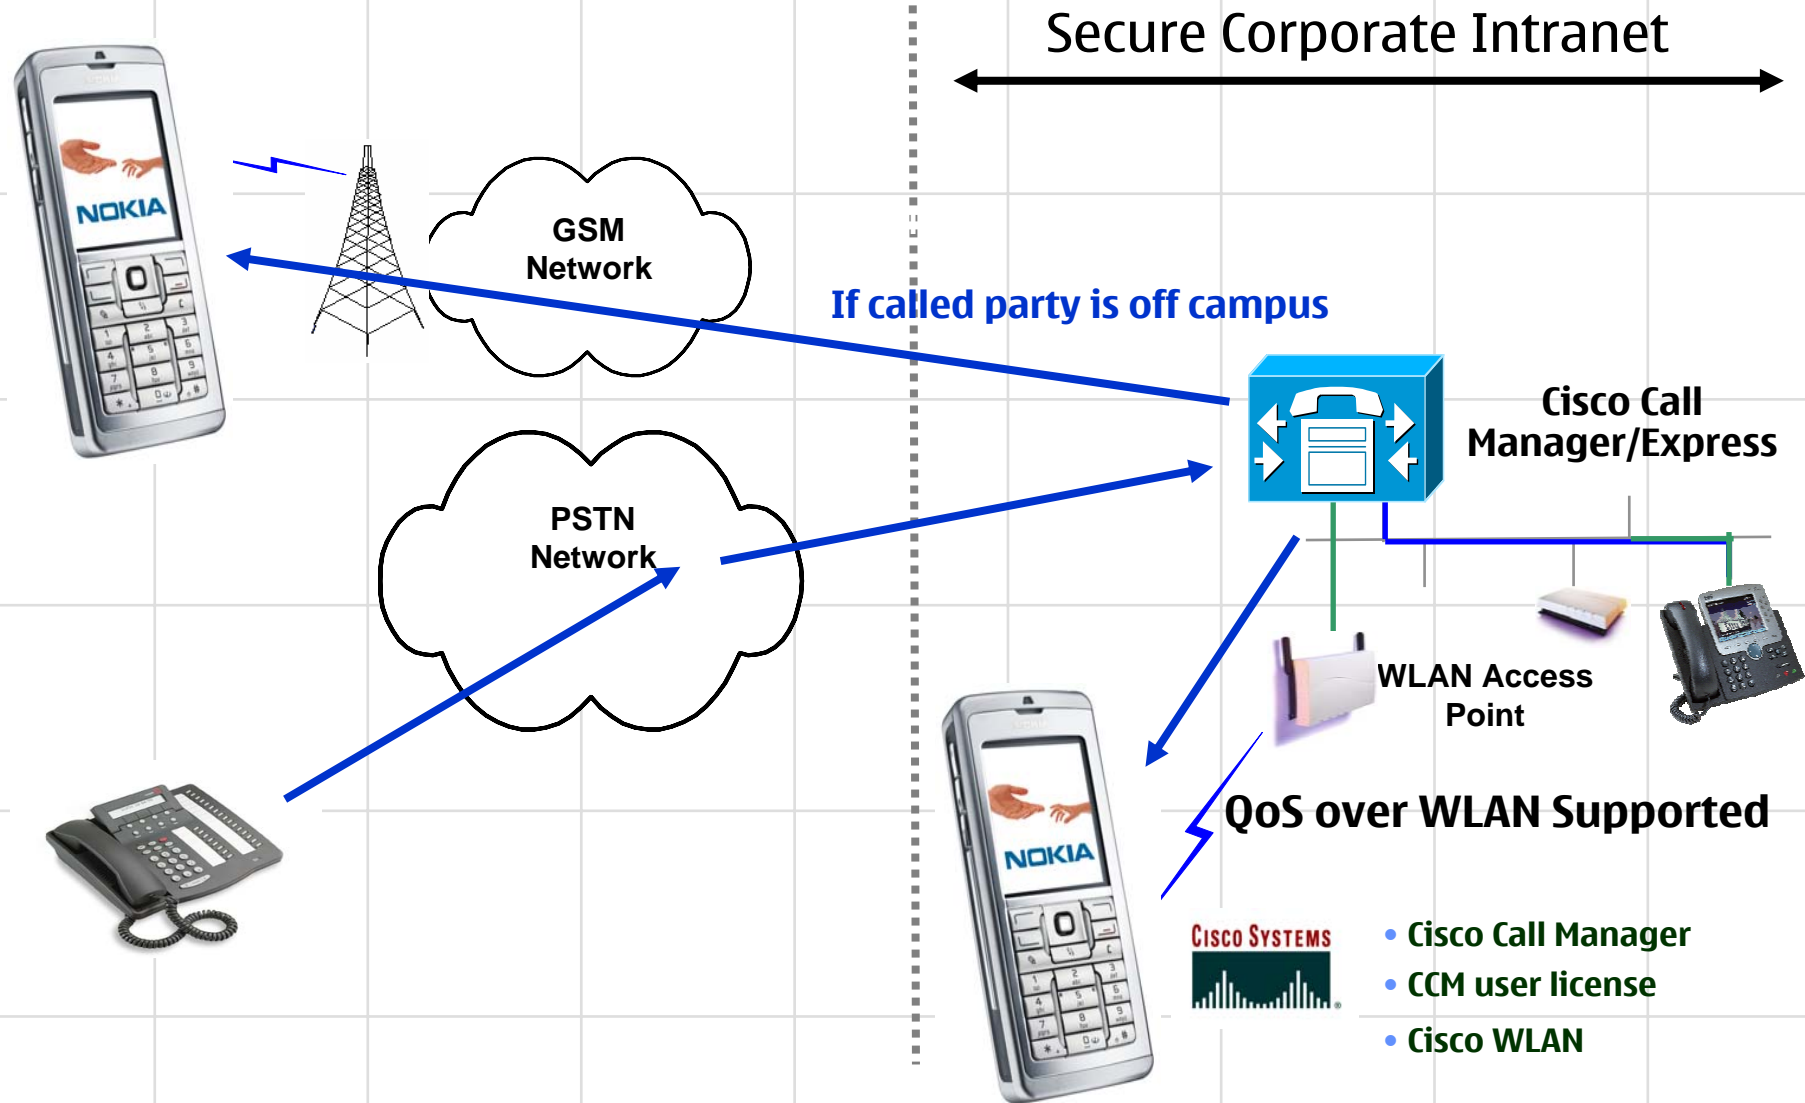 Secure Corporate Intranet
NOKIA
GSM
Network
If called party is off campus
Cisco Call
Manager/Express
PSTN
Network
WLAN Access
Point
QoS over WLAN Supported
NOKIA
CISCO SYSTEMS
®
• Cisco Call Manager
• CCM user license
• Cisco WLAN